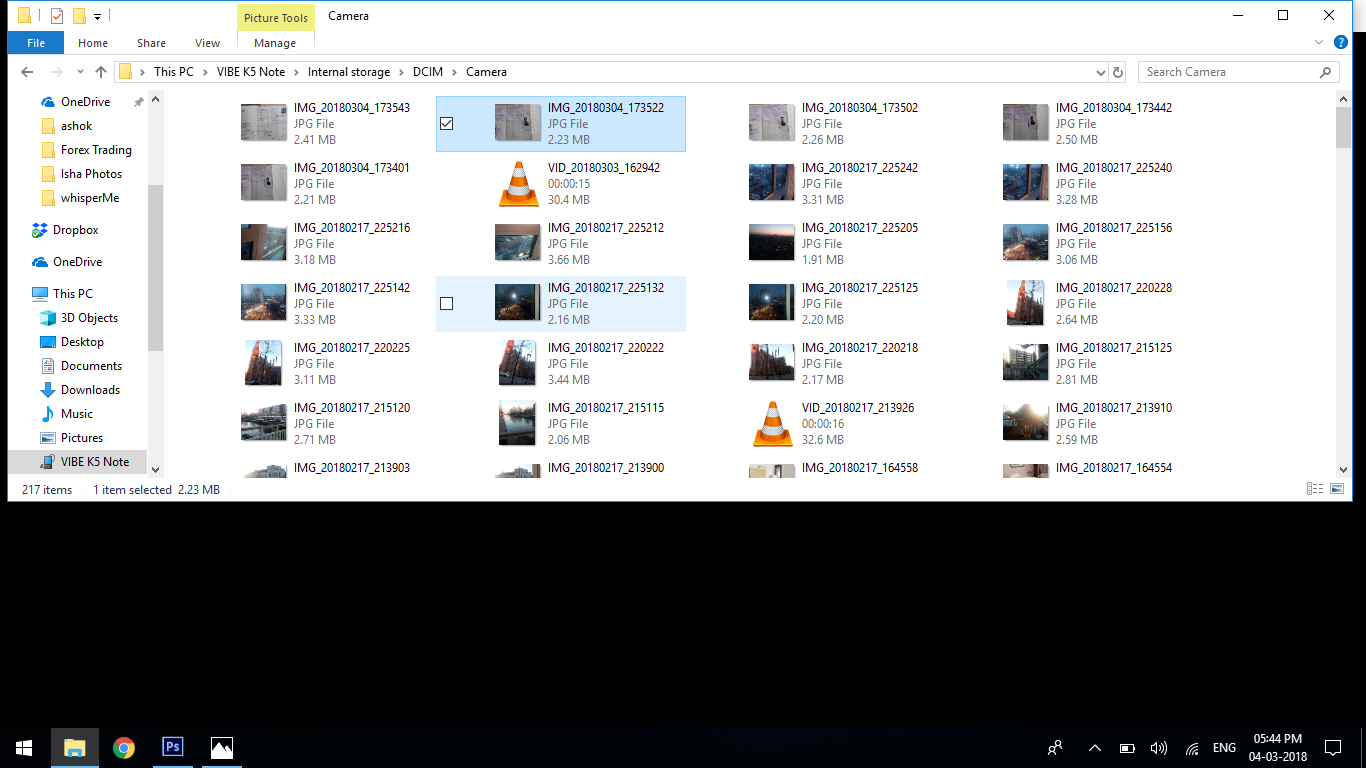 Picture Tools
Camera
File
Home
Share
View
Manage
This PC
VIBE K5 Note
Internal storage
DCIM
Camera
Search Camera
OneDrive
ashok
Forex Trading
Isha Photos
whisperMe
Dropbox
OneDrive
This PC
3D Objects
Desktop
Documents
Downloads
Music
Pictures
VIBE K5 Note
IMG_20180304_173543
JPG File
2.41 MB
IMG_20180304_173522
JPG File
2.23 MB
IMG_20180304_173502
JPG File
2.26 MB
IMG_20180304_173442
JPG File
2.50 MB
IMG_20180304_173401
JPG File
2.21 MB
VID_20180303_162942
00:00:15
30.4 MB
IMG_20180217_225242
JPG File
3.31 MB
IMG_20180217_225240
JPG File
3.28 MB
IMG_20180217_225216
JPG File
3.18 MB
IMG_20180217_225212
JPG File
3.66 MB
IMG_20180217_225205
JPG File
1.91 MB
IMG_20180217_225156
JPG File
3.06 MB
IMG_20180217_225142
JPG File
3.33 MB
IMG_20180217_225132
JPG File
2.16 MB
IMG_20180217_225125
JPG File
2.20 MB
IMG_20180217_220228
JPG File
2.64 MB
IMG_20180217_220225
JPG File
3.11 MB
IMG_20180217_220222
JPG File
3.44 MB
IMG_20180217_220218
JPG File
2.17 MB
IMG_20180217_215125
JPG File
2.81 MB
IMG_20180217_215120
JPG File
2.71 MB
IMG_20180217_215115
JPG File
2.06 MB
VID_20180217_213926
00:00:16
32.6 MB
IMG_20180217_213910
JPG File
2.59 MB
IMG_20180217_213903
IMG_20180217_213900
IMG_20180217_164558
IMG_20180217_164554
217 items
1 item selected 2.23 MB
Ps
ENG
05:44 PM
04-03-2018